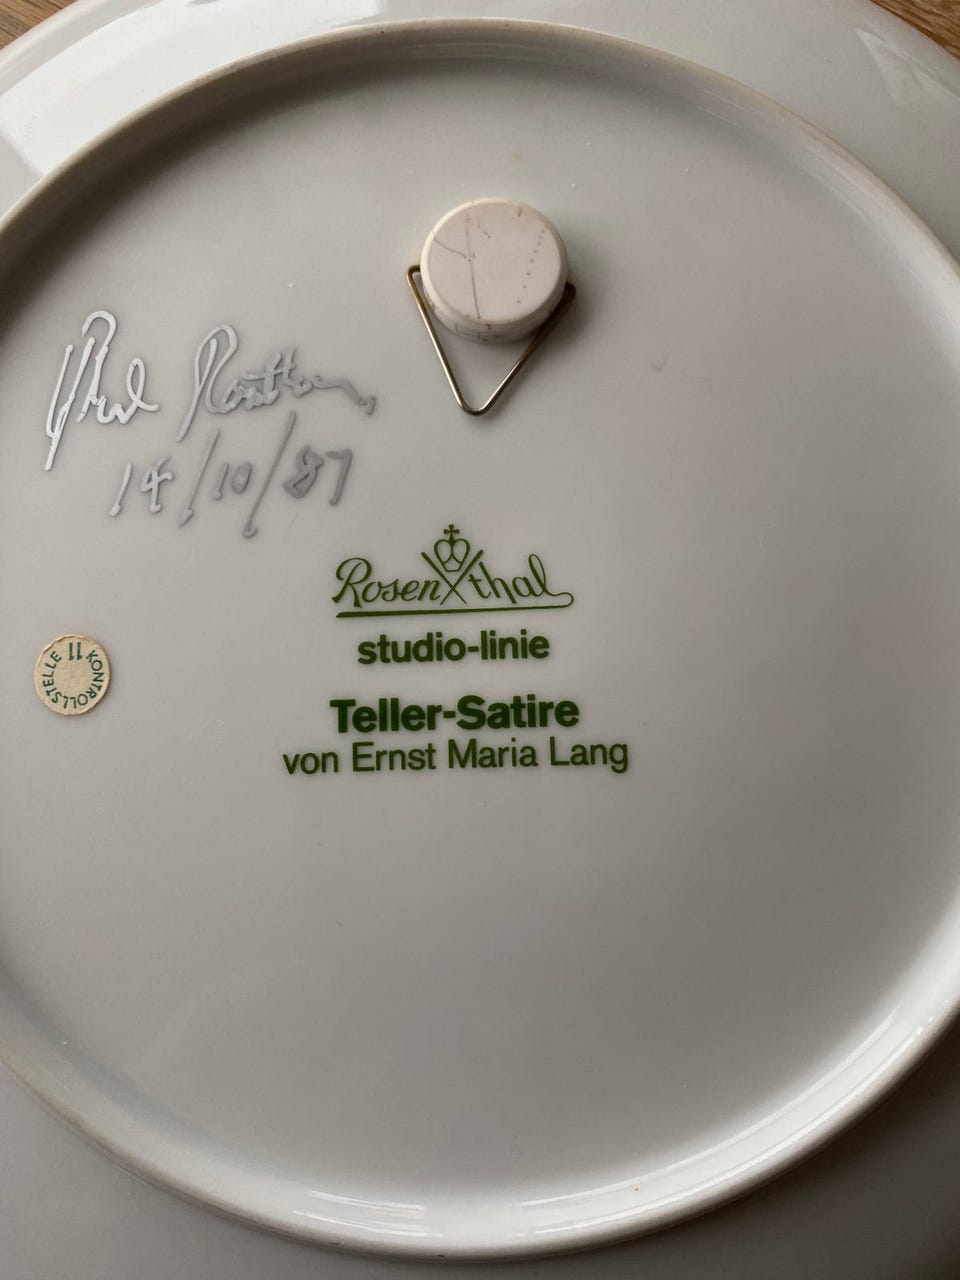 14/10/87
Rosenthal
studio-linie
Teller-Satire
von Ernst Maria Lang
KONTROLLSTELLE 11